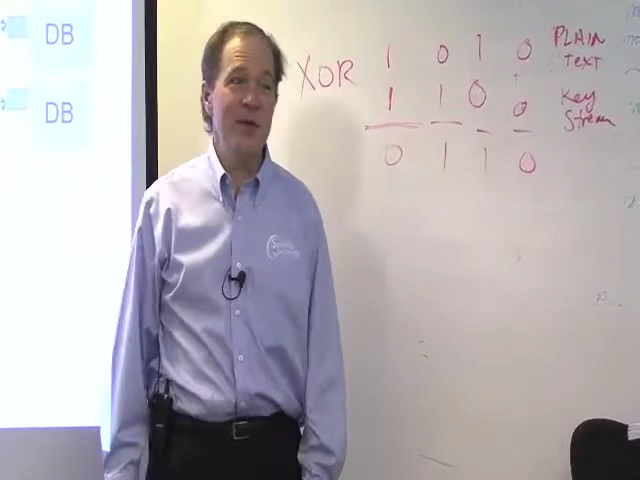 DB
DB
XOR 1 0 1 0 PLAIN
text
1 1 0 0 Key
Stream
0 1 1 0